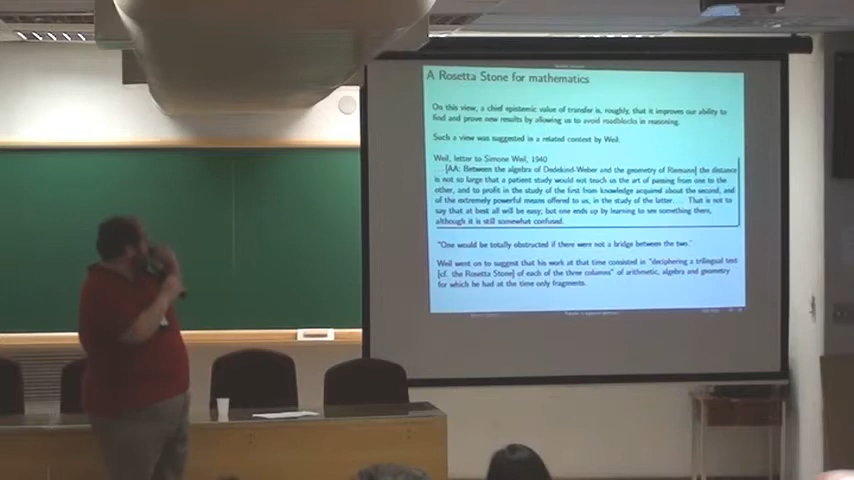 A Rosetta Stone for mathematics
On this view, a chief epistemic value of transfer is, roughly, that it improves our ability to
find and prove new results by allowing us to avoid roadblocks in reasoning.
Such a view was suggested in a related context by Weil.
Weil, letter to Simone Weil, 1940
... [AA: Between the algebra of Dedekind-Weber and the geometry of Riemann] the distance
is not so large that a patient study would not teach us the art of passing from one to the
other, and to profit in the study of the first from knowledge acquired about the second, and
of the extremely powerful means offered to us, in the study of the latter.... That is not to
say that at best all will be easy; but one ends up by learning to see something there,
although it is still somewhat confused.
"One would be totally obstructed if there were not a bridge between the two."
Weil went on to suggest that his work at that time consisted in "deciphering a trilingual text
[cf. the Rosetta Stone] of each of the three columns" of arithmetic, algebra and geometry
for which he had at the time only fragments.